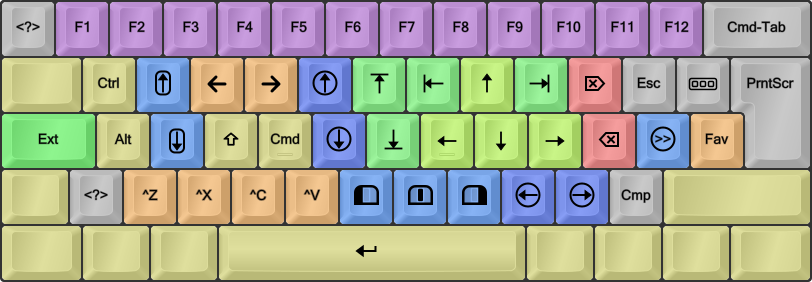 <?> F1 F2 F3 F4 F5 F6 F7 F8 F9 F10 F11 F12 Cmd-Tab
Ctrl Esc PrntScr
Ext Alt Cmd >> Fav
<?> ^Z ^X ^C ^V Cmp